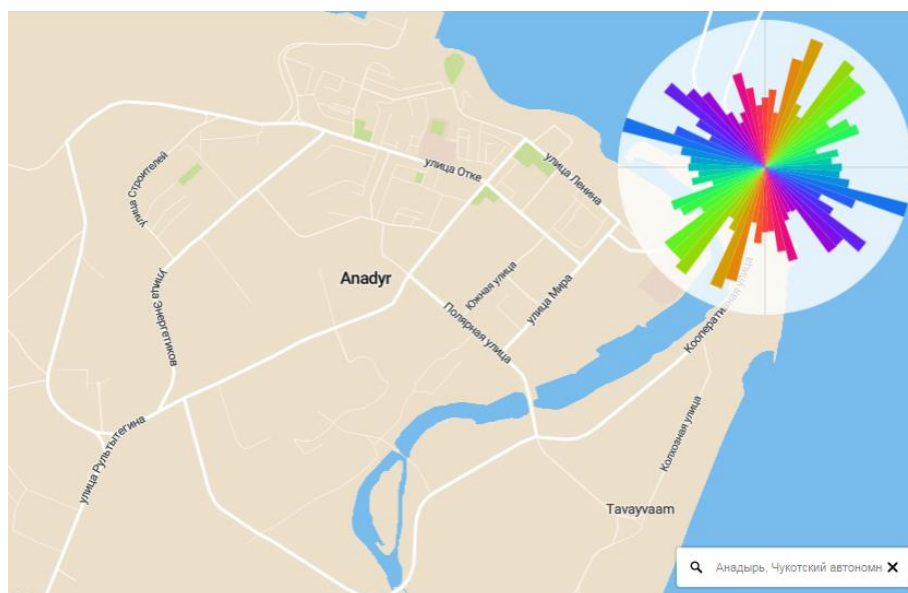 улица Строителей
улица Отке
улица Ленина
Anadyr
Южная улица
улица Мира
улица Энергетиков
Полярная улица
Кооперативная улица
улица Рультытегина
Колхозная улица
Tavayvaam
Анадырь, Чукотский автономн